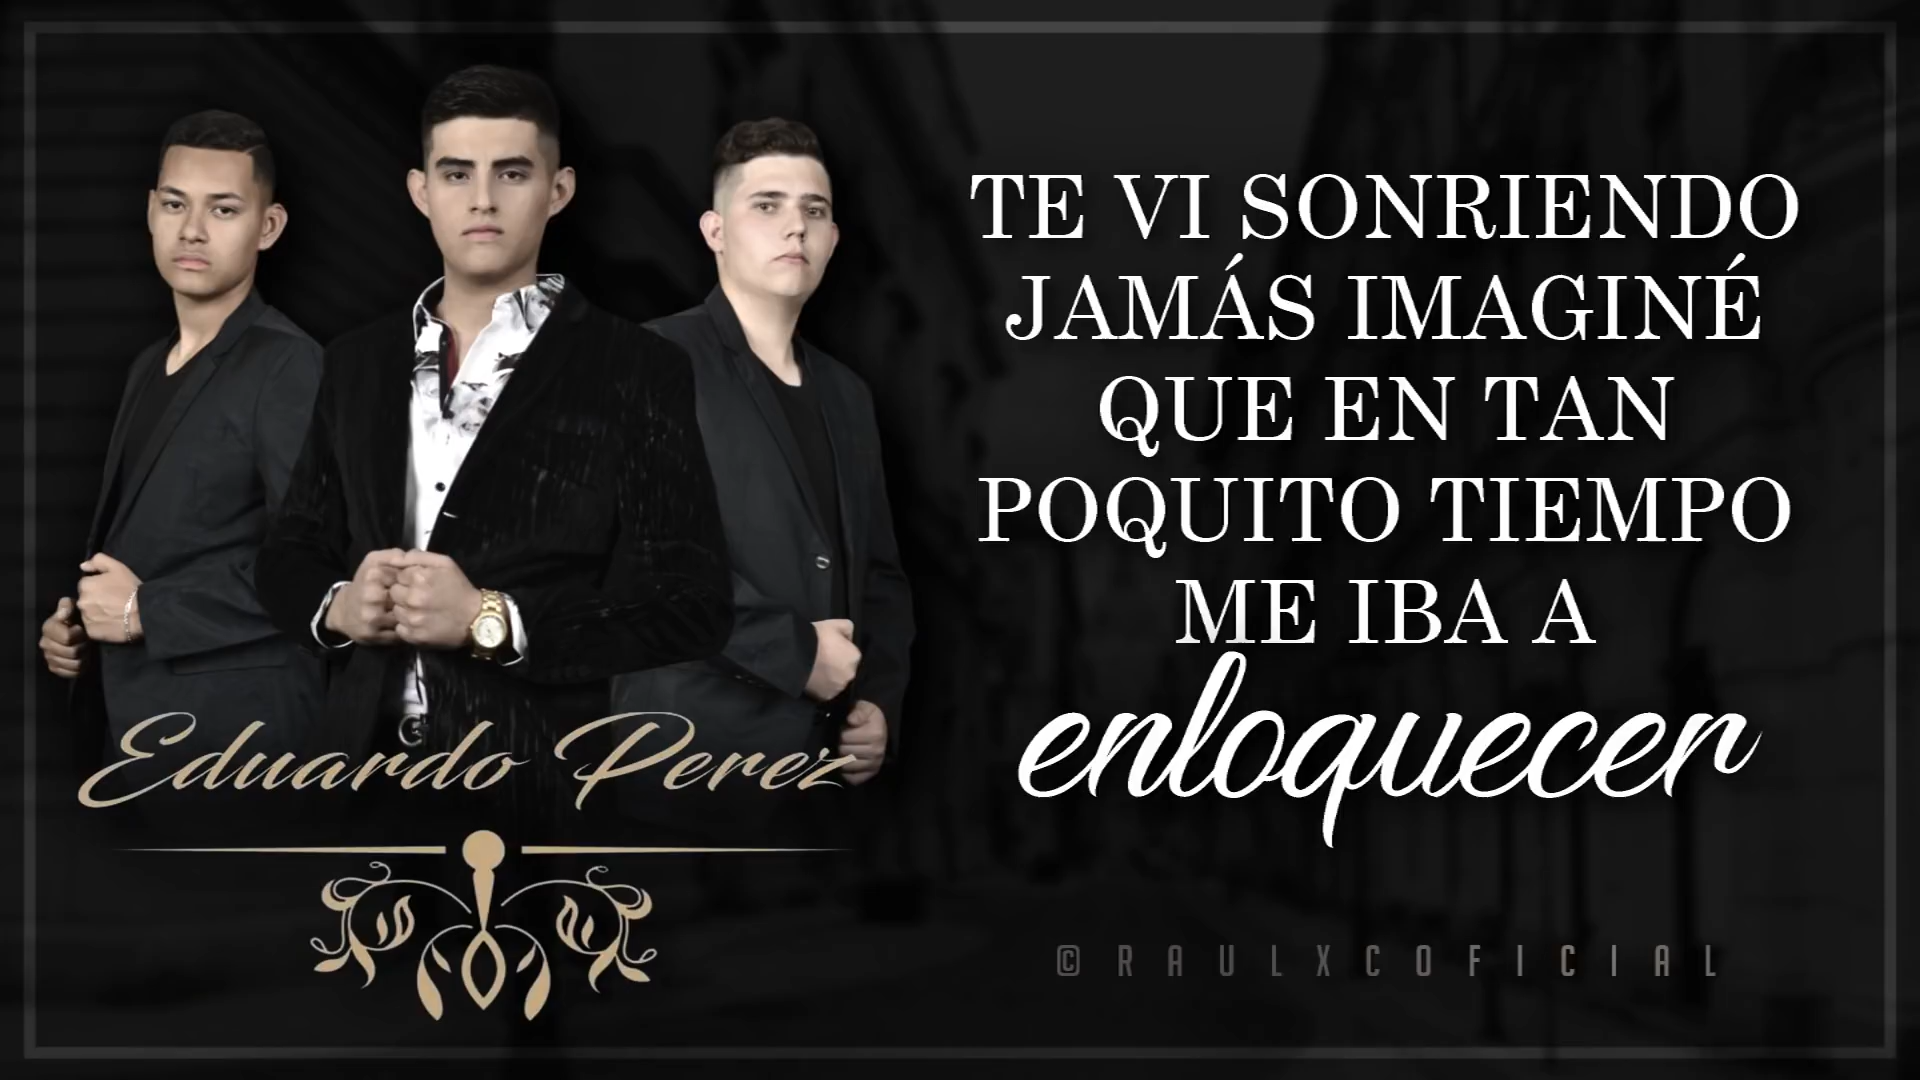 TE VI SONRIENDO
JAMÁS IMAGINÉ
QUE EN TAN
POQUITO TIEMPO
ME IBA A
enloquecer
Eduardo Perez
© RAULXCOFICIAL